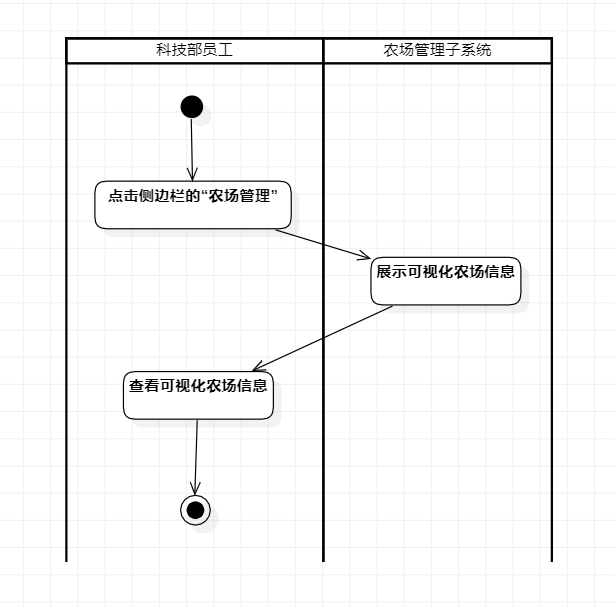 科技部员工
农场管理子系统
点击侧边栏的“农场管理”
展示可视化农场信息
查看可视化农场信息